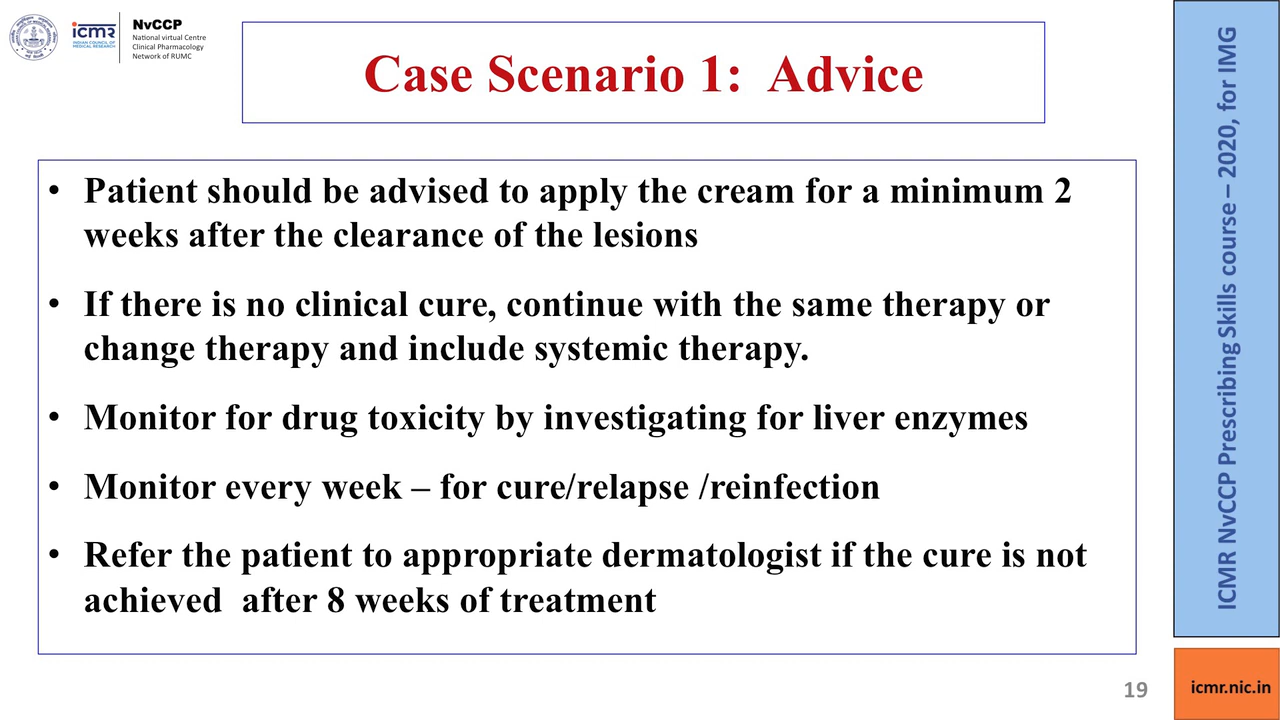 icmr
INDIAN COUNCIL OF
MEDICAL RESEARCH
NvCCP
National virtual Centre
Clinical Pharmacology
Network of RUMC
Case Scenario 1:  Advice
• Patient should be advised to apply the cream for a minimum 2
weeks after the clearance of the lesions
• If there is no clinical cure, continue with the same therapy or
change therapy and include systemic therapy.
• Monitor for drug toxicity by investigating for liver enzymes
• Monitor every week – for cure/relapse /reinfection
• Refer the patient to appropriate dermatologist if the cure is not
achieved  after 8 weeks of treatment
ICMR NvCCP Prescribing Skills course – 2020, for IMG
19
icmr.nic.in